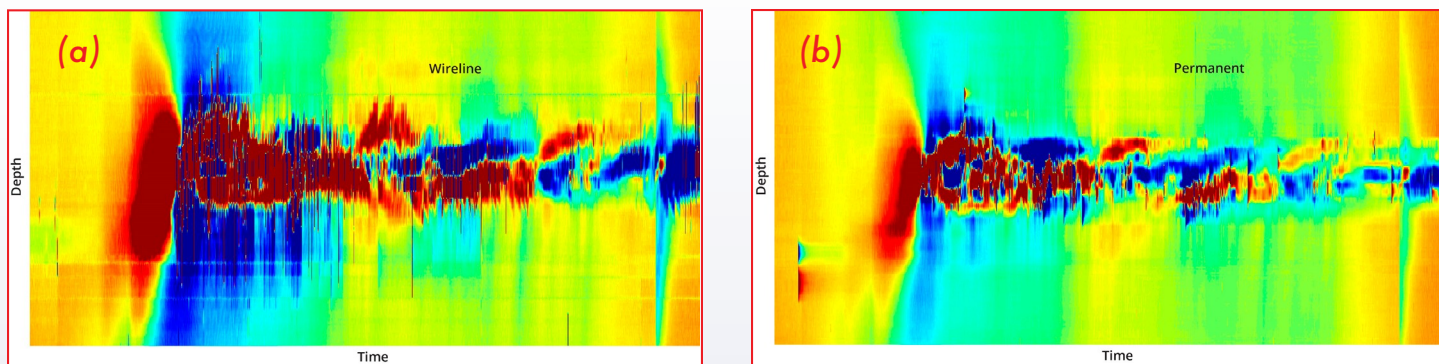 (a)
Wireline
Depth
Time
(b)
Permanent
Depth
Time